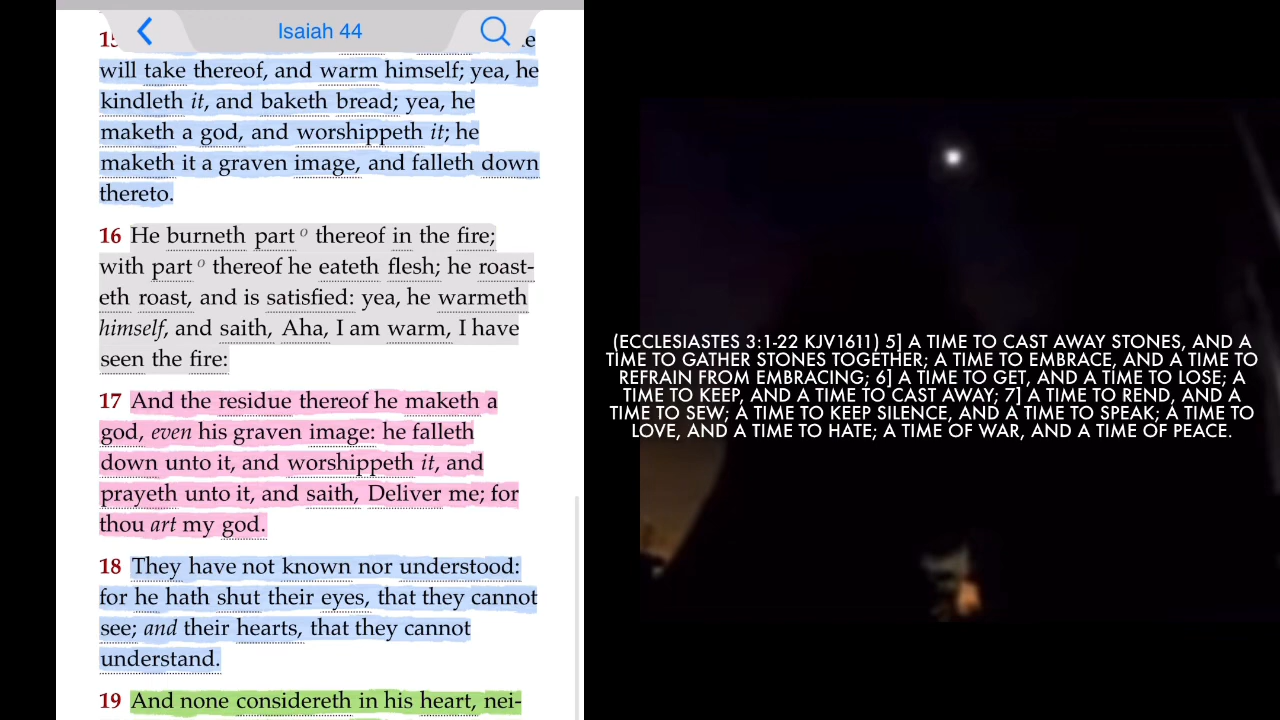 Isaiah 44
15
will take thereof, and warm himself; yea, he
kindleth it, and baketh bread; yea, he
maketh a god, and worshippeth it; he
maketh it a graven image, and falleth down
thereto.
16 He burneth part o thereof in the fire;
with part o thereof he eateth flesh; he roast-
eth roast, and is satisfied: yea, he warmeth
himself, and saith, Aha, I am warm, I have
seen the fire:
17 And the residue thereof he maketh a
god, even his graven image: he falleth
down unto it, and worshippeth it, and
prayeth unto it, and saith, Deliver me; for
thou art my god.
18 They have not known nor understood:
for he hath shut their eyes, that they cannot
see; and their hearts, that they cannot
understand.
19 And none considereth in his heart, nei-
(ECCLESIASTES 3:1-22 KJV1611) 5] A TIME TO CAST AWAY STONES, AND A
TIME TO GATHER STONES TOGETHER; A TIME TO EMBRACE, AND A TIME TO
REFRAIN FROM EMBRACING; 6] A TIME TO GET, AND A TIME TO LOSE; A
TIME TO KEEP, AND A TIME TO CAST AWAY; 7] A TIME TO REND, AND A
TIME TO SEW; A TIME TO KEEP SILENCE, AND A TIME TO SPEAK; A TIME TO
LOVE, AND A TIME TO HATE; A TIME OF WAR, AND A TIME OF PEACE.